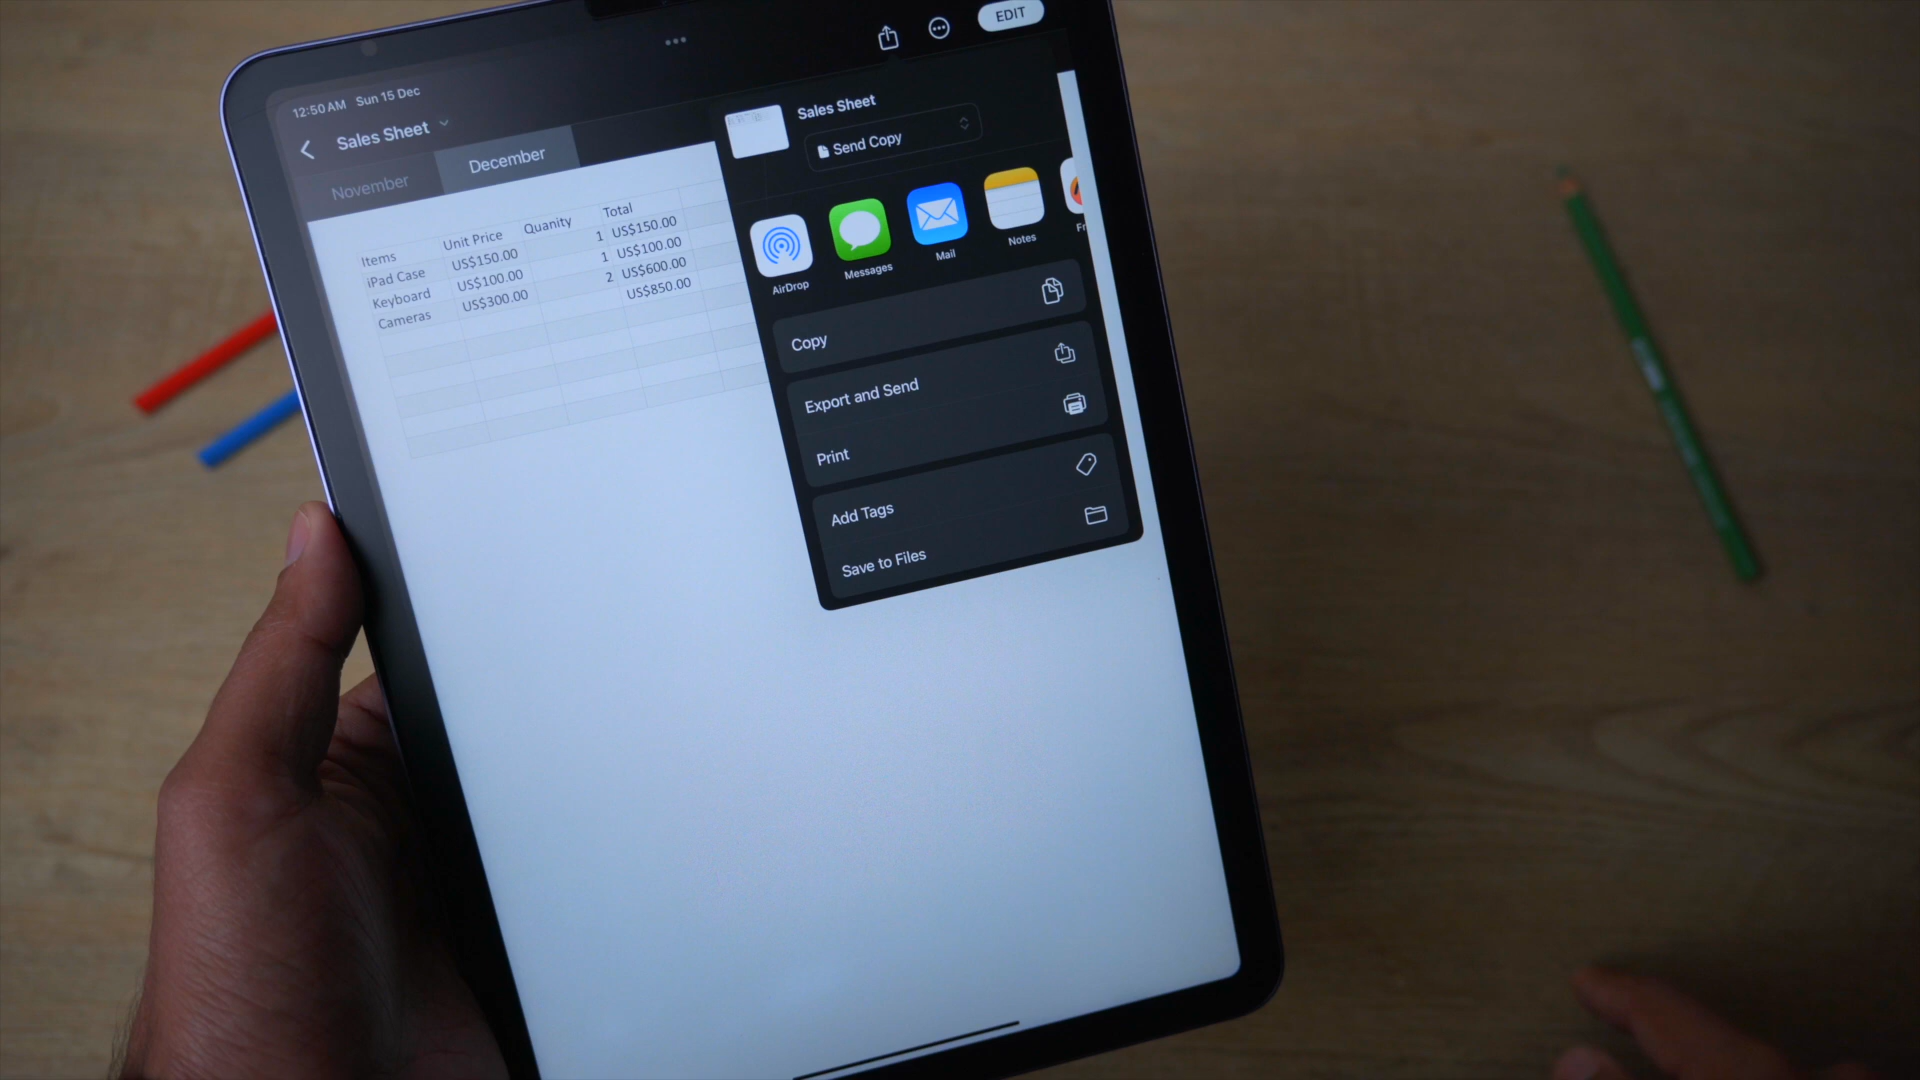 12:50 AM Sun 15 Dec
EDIT
Sales Sheet
November
December
Items Unit Price Quanity Total
iPad Case US$150.00 1 US$150.00
Keyboard US$100.00 1 US$100.00
Cameras US$300.00 2 US$600.00
US$850.00
Sales Sheet
Send Copy
AirDrop
Messages
Mail
Notes
Fr
Copy
Export and Send
Print
Add Tags
Save to Files